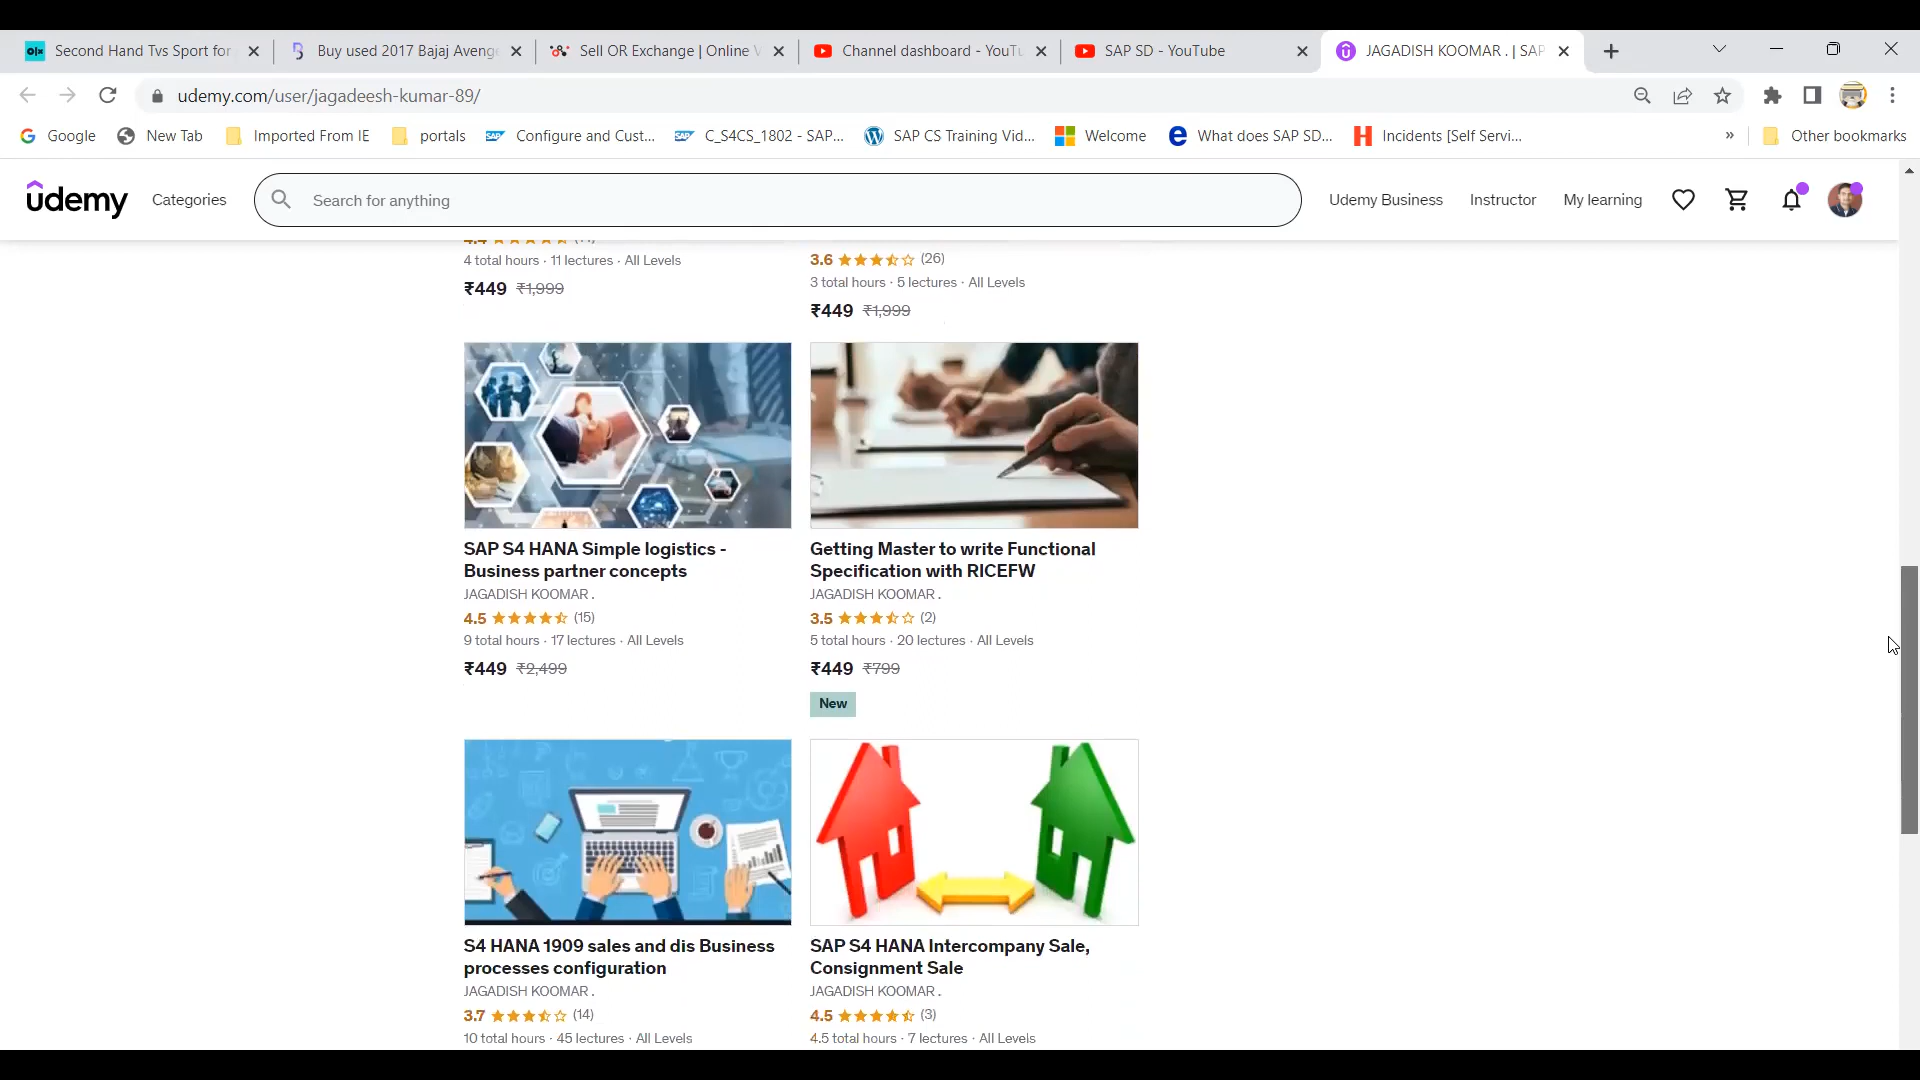 Second Hand Tvs Sport for
Buy used 2017 Bajaj Aveng
Sell OR Exchange | Online V
Channel dashboard - YouTu
SAP SD - YouTube
JAGADISH KOOMAR . | SAP
udemy.com/user/jagadeesh-kumar-89/
Google
New Tab
Imported From IE
portals
Configure and Cust...
C_S4CS_1802 - SAP...
SAP CS Training Vid...
Welcome
What does SAP SD...
Incidents [Self Servi...
»
Other bookmarks
udemy
Categories
Search for anything
Udemy Business
Instructor
My learning
4 total hours · 11 lectures · All Levels
₹449 ₹1,999
3.6 (26)
3 total hours · 5 lectures · All Levels
₹449 ₹1,999
SAP S4 HANA Simple logistics -
Business partner concepts
JAGADISH KOOMAR .
4.5 (15)
9 total hours · 17 lectures · All Levels
₹449 ₹2,499
Getting Master to write Functional
Specification with RICEFW
JAGADISH KOOMAR .
3.5 (2)
5 total hours · 20 lectures · All Levels
₹449 ₹799
New
S4 HANA 1909 sales and dis Business
processes configuration
JAGADISH KOOMAR .
3.7 (14)
10 total hours · 45 lectures · All Levels
SAP S4 HANA Intercompany Sale,
Consignment Sale
JAGADISH KOOMAR .
4.5 (3)
4.5 total hours · 7 lectures · All Levels